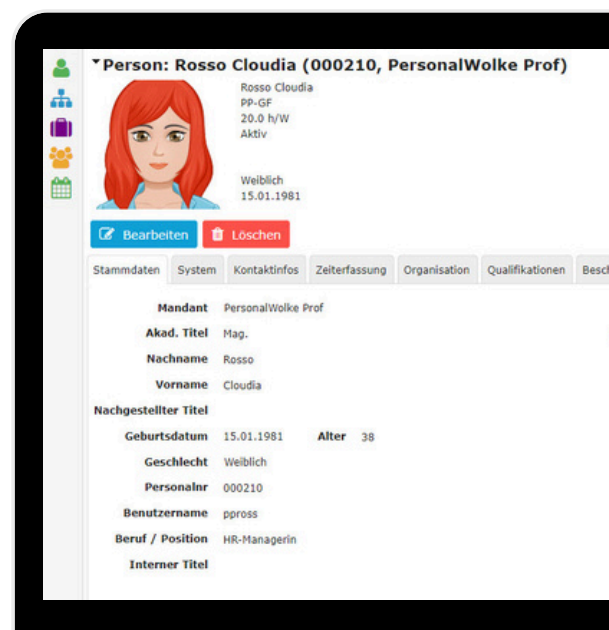 Person: Rosso Cloudia (000210, PersonalWolke Prof)
Rosso Cloudia
PP-GF
20.0 h/W
Aktiv
Weiblich
15.01.1981
Bearbeiten Löschen
Stammdaten System Kontaktinfos Zeiterfassung Organisation Qualifikationen
Mandant PersonalWolke Prof
Akad. Titel Mag.
Nachname Rosso
Vorname Cloudia
Nachgestellter Titel
Geburtsdatum 15.01.1981 Alter 38
Geschlecht Weiblich
Personalnr 000210
Benutzername ppross
Beruf / Position HR-Managerin
Interner Titel